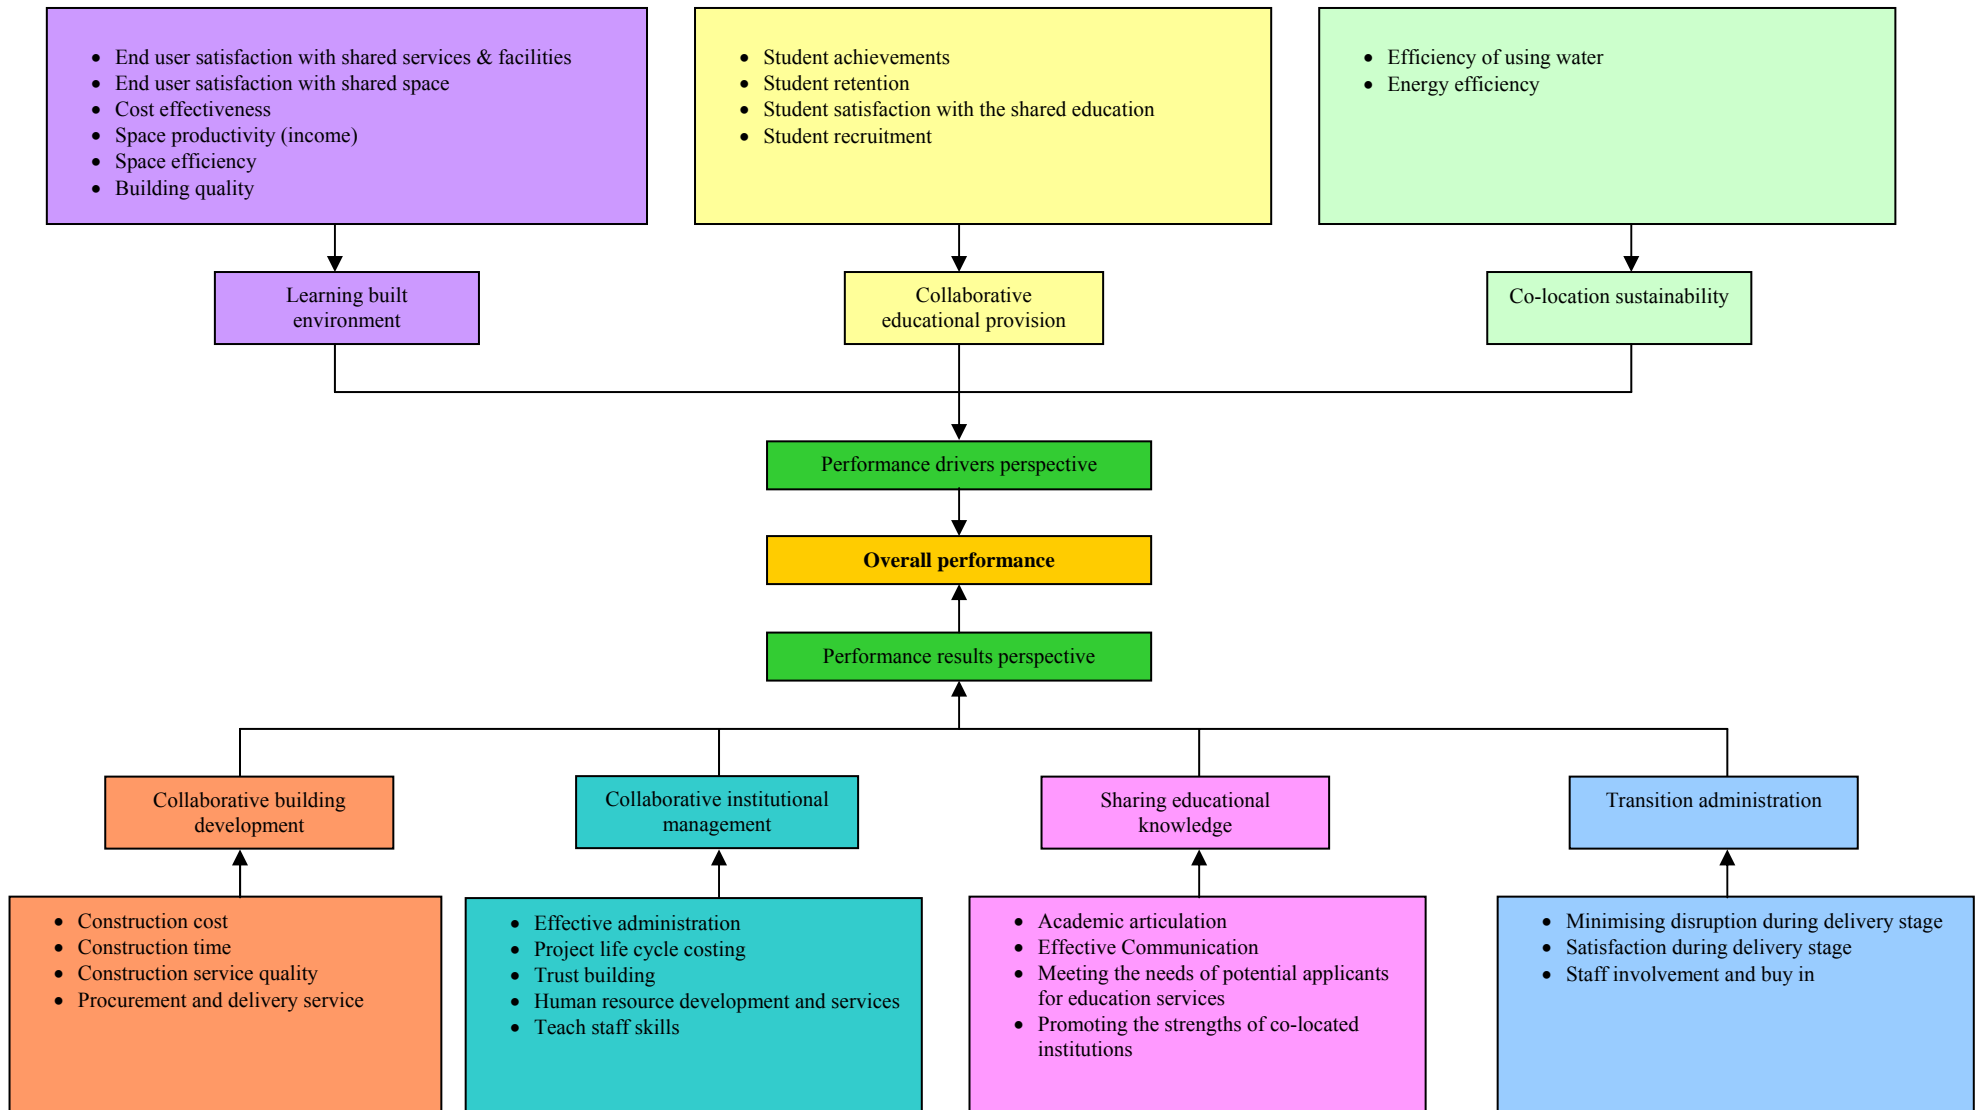 • End user satisfaction with shared services & facilities
• End user satisfaction with shared space
• Cost effectiveness
• Space productivity (income)
• Space efficiency
• Building quality
• Student achievements
• Student retention
• Student satisfaction with the shared education
• Student recruitment
• Efficiency of using water
• Energy efficiency
Learning built
environment
Collaborative
educational provision
Co-location sustainability
Performance drivers perspective
Overall performance
Performance results perspective
Collaborative building
development
Collaborative institutional
management
Sharing educational
knowledge
Transition administration
• Construction cost
• Construction time
• Construction service quality
• Procurement and delivery service
• Effective administration
• Project life cycle costing
• Trust building
• Human resource development and services
• Teach staff skills
• Academic articulation
• Effective Communication
• Meeting the needs of potential applicants
for education services
• Promoting the strengths of co-located
institutions
• Minimising disruption during delivery stage
• Satisfaction during delivery stage
• Staff involvement and buy in